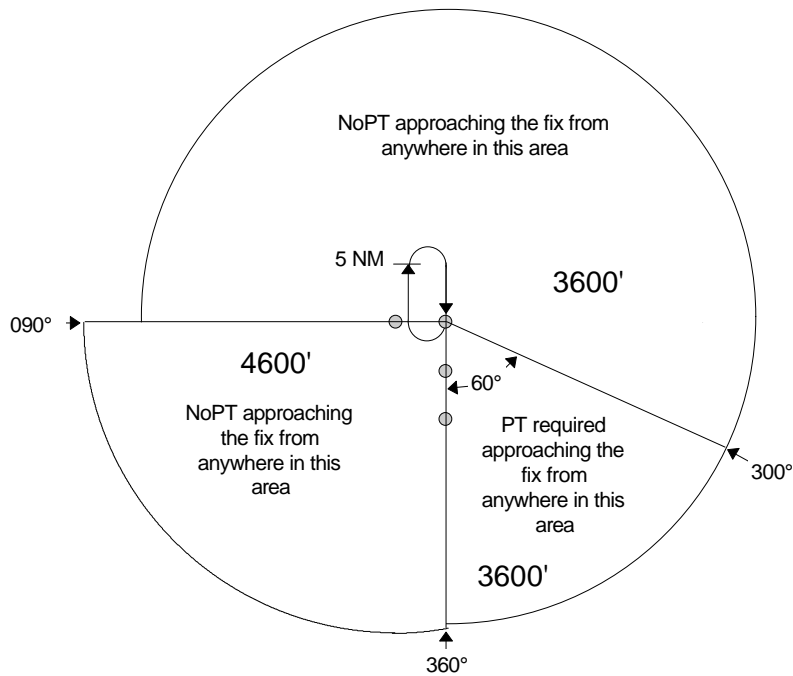 NoPT approaching the fix from
anywhere in this area
5 NM
3600'
090°
4600'
60°
NoPT approaching
the fix from
anywhere in this
area
PT required
approaching the
fix from
anywhere in this
area
300°
3600'
360°